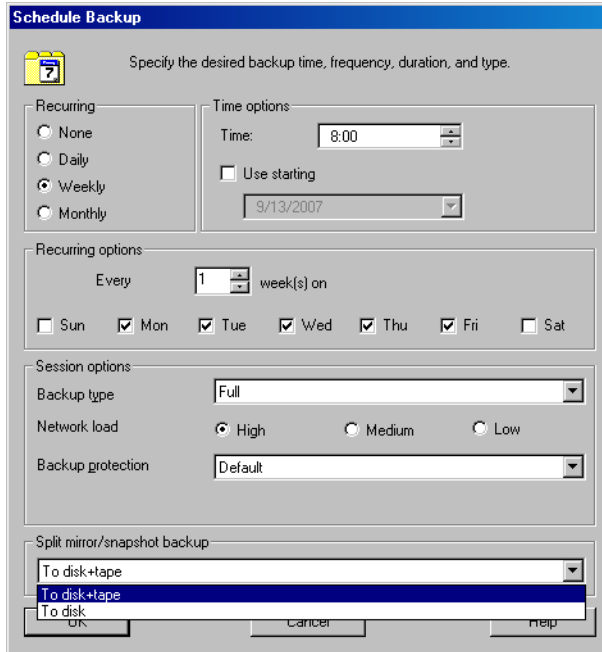 Schedule Backup
Specify the desired backup time, frequency, duration, and type.
Recurring
None
Daily
Weekly
Monthly
Time options
Time: 8:00
Use starting
9/13/2007
Recurring options
Every 1 week(s) on
Sun Mon Tue Wed Thu Fri Sat
Session options
Backup type Full
Network load High Medium Low
Backup protection Default
Split mirror/snapshot backup
To disk+tape
To disk+tape
To disk
OK Cancel Help